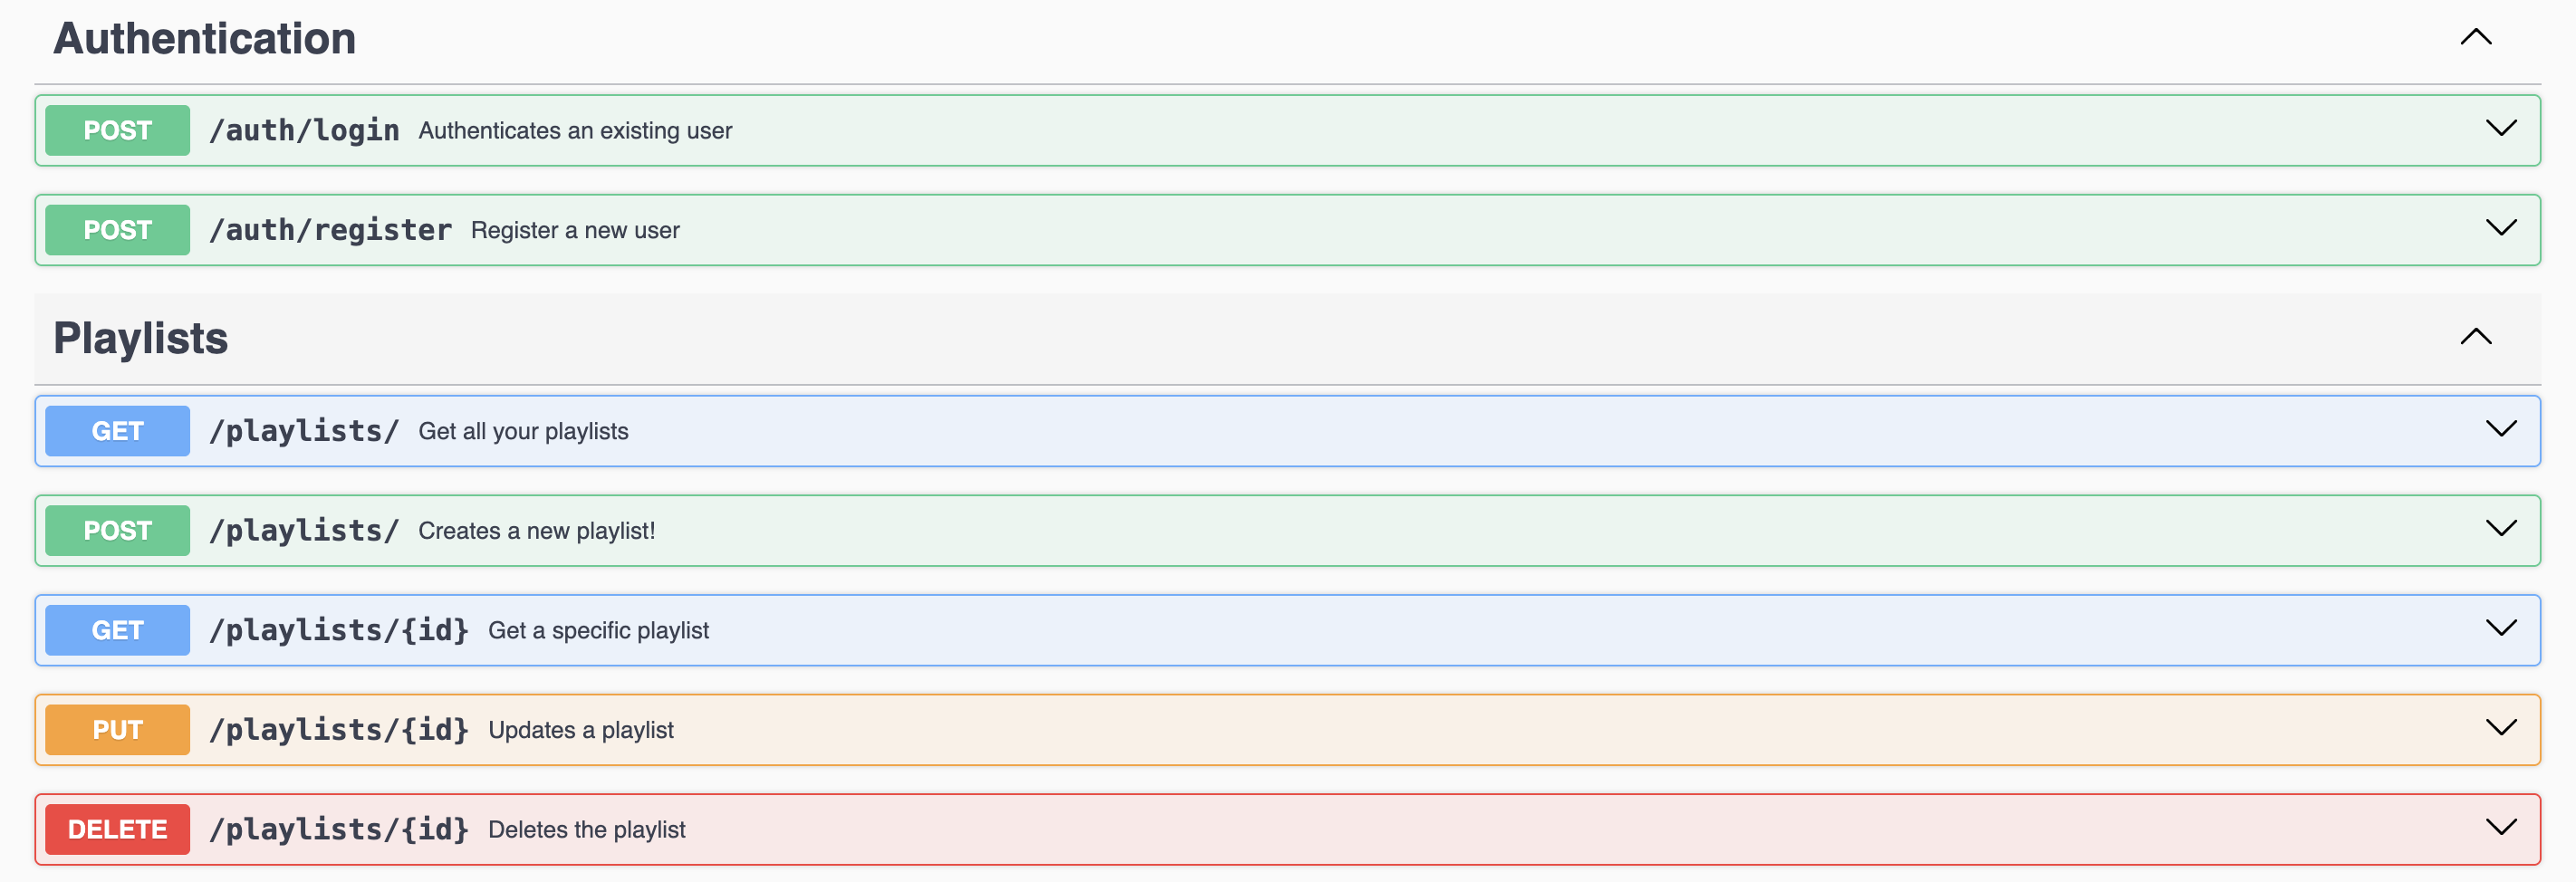 Authentication
POST /auth/login Authenticates an existing user
POST /auth/register Register a new user
Playlists
GET /playlists/ Get all your playlists
POST /playlists/ Creates a new playlist!
GET /playlists/{id} Get a specific playlist
PUT /playlists/{id} Updates a playlist
DELETE /playlists/{id} Deletes the playlist